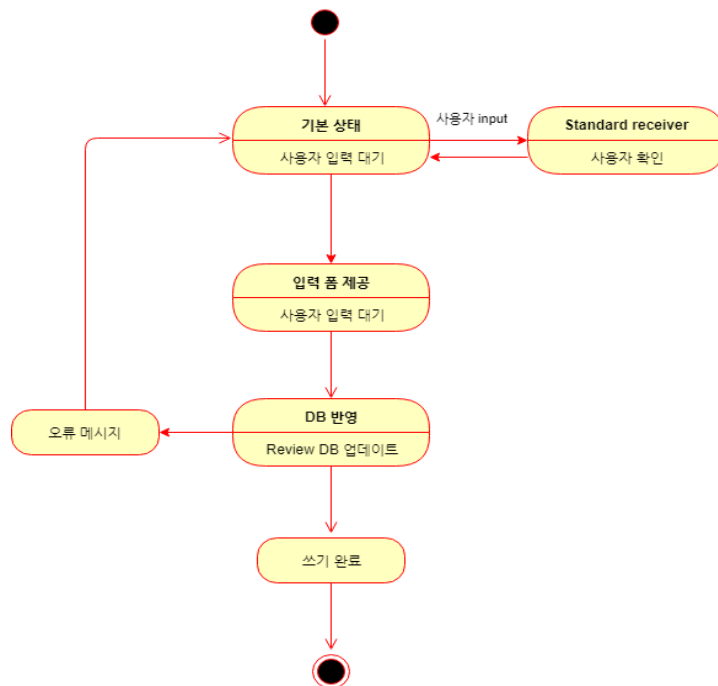 기본 상태
사용자 입력 대기
사용자 input
Standard receiver
사용자 확인
입력 폼 제공
사용자 입력 대기
DB 반영
Review DB 업데이트
오류 메시지
쓰기 완료